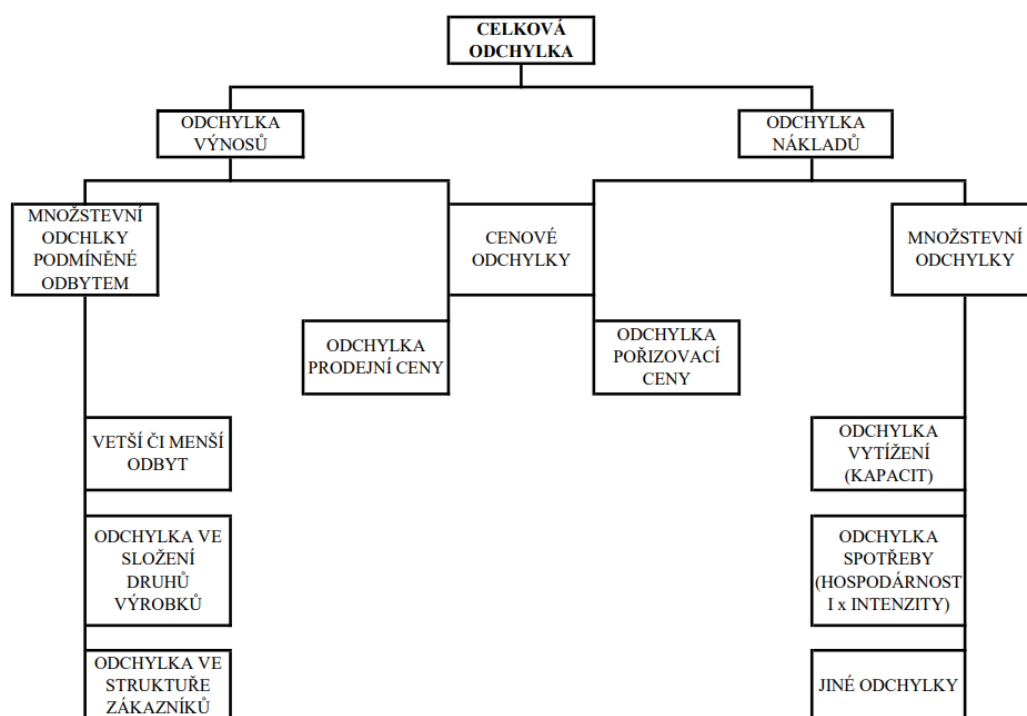 CELKOVÁ
ODCHYLKA
ODCHYLKA
VÝNOSŮ
ODCHYLKA
NÁKLADŮ
MNOŽSTEVNÍ
ODCHLKY
PODMÍNĚNÉ
ODBYTEM
CENOVÉ
ODCHYLKY
MNOŽSTEVNÍ
ODCHYLKY
ODCHYLKA
PRODEJNÍ CENY
ODCHYLKA
POŘIZOVACÍ
CENY
VETŠÍ ČI MENŠÍ
ODBYT
ODCHYLKA
VYTÍŽENÍ
(KAPACIT)
ODCHYLKA VE
SLOŽENÍ
DRUHŮ
VÝROBKŮ
ODCHYLKA
SPOTŘEBY
(HOSPODÁRNOST
I x INTENZITY)
ODCHYLKA VE
STRUKTUŘE
ZÁKAZNÍKŮ
JINÉ ODCHYLKY